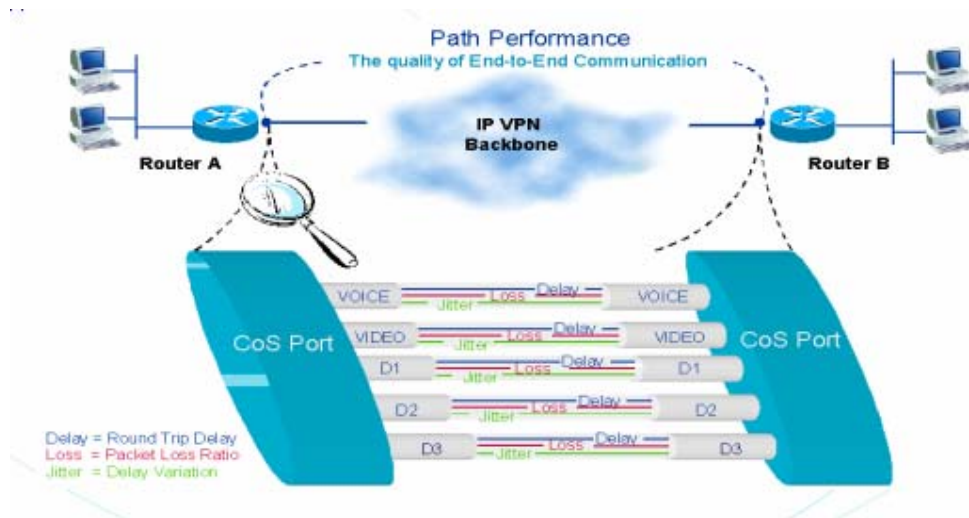 Path Performance
The quality of End-to-End Communication
IP VPN
Backbone
Router A
Router B
VOICE
Delay
Loss
Jitter
VOICE
VIDEO
Delay
Loss
Jitter
VIDEO
CoS Port
CoS Port
D1
Delay
Loss
Jitter
D1
D2
Delay
Loss
Jitter
D2
D3
Delay
Loss
Jitter
D3
Delay = Round Trip Delay
Loss = Packet Loss Ratio
Jitter = Delay Variation